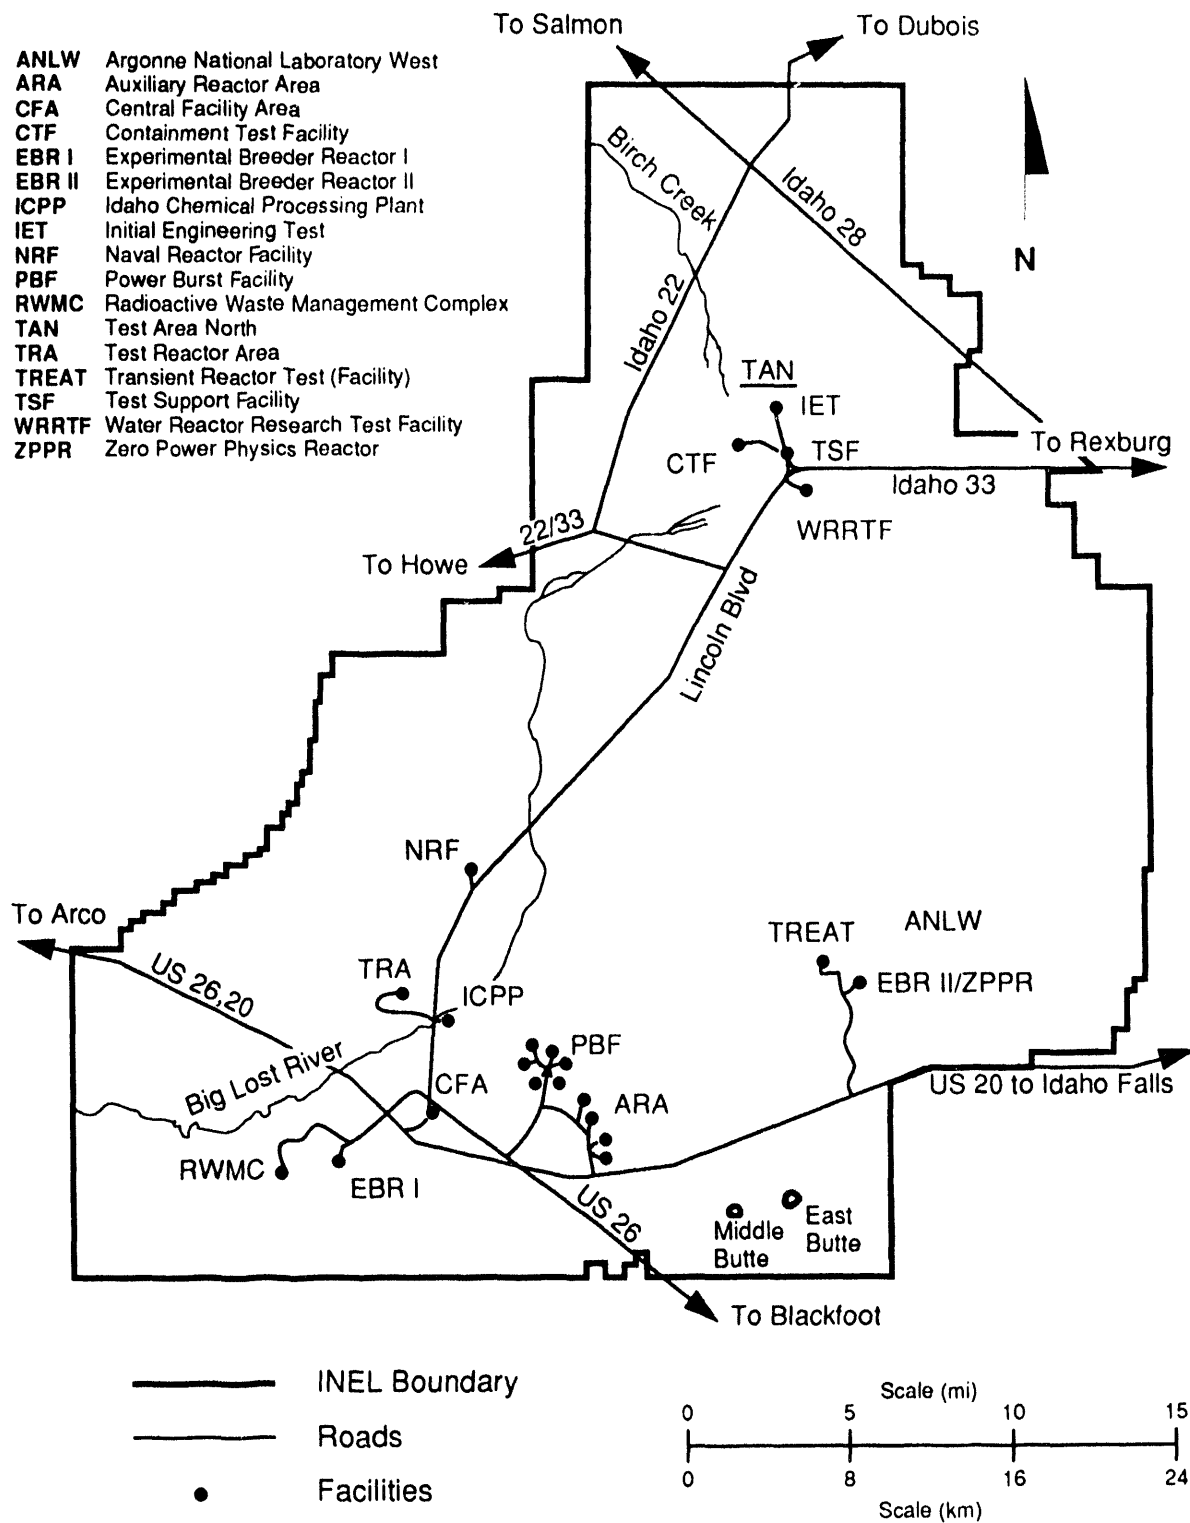 To Salmon
To Dubois
ANLW Argonne National Laboratory West
ARA Auxiliary Reactor Area
CFA Central Facility Area
CTF Containment Test Facility
EBR I Experimental Breeder Reactor I
EBR II Experimental Breeder Reactor II
ICPP Idaho Chemical Processing Plant
IET Initial Engineering Test
NRF Naval Reactor Facility
PBF Power Burst Facility
RWMC Radioactive Waste Management Complex
TAN Test Area North
TRA Test Reactor Area
TREAT Transient Reactor Test (Facility)
TSF Test Support Facility
WRRTF Water Reactor Research Test Facility
ZPPR Zero Power Physics Reactor
Birch Creek
Idaho 28
N
Idaho 22
TAN
IET
CTF
TSF
To Rexburg
Idaho 33
WRRTF
22/33
To Howe
Lincoln Blvd
NRF
To Arco
US 26,20
TREAT
ANLW
EBR II/ZPPR
TRA
ICPP
PBF
Big Lost River
CFA
ARA
US 20 to Idaho Falls
RWMC
EBR I
US 26
Middle
Butte
East
Butte
To Blackfoot
INEL Boundary
Roads
Facilities
Scale (mi)
0 5 10 15
0 8 16 24
Scale (km)